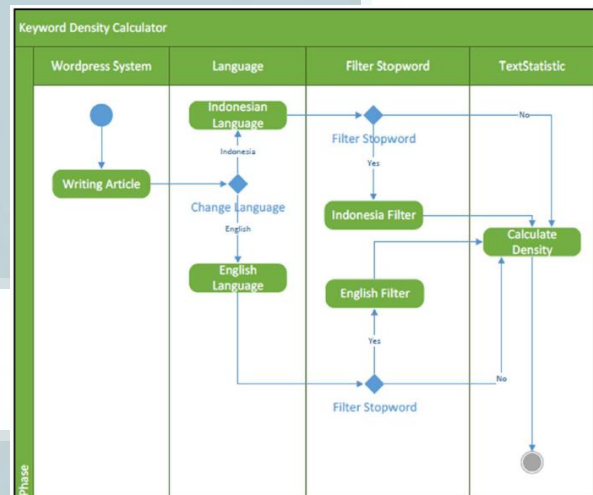 Keyword Density Calculator
Wordpress System
Language
Filter Stopword
TextStatistic
Indonesian
Language
No
Filter Stopword
Indonesia
Yes
Writing Article
Change Language
Indonesia Filter
English
Calculate
Density
English
Language
English Filter
Yes
No
Filter Stopword
Phase